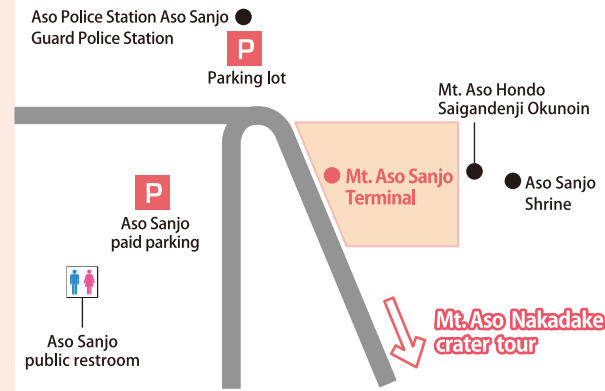 Aso Police Station Aso Sanjo
Guard Police Station
P
Parking lot
Mt. Aso Hondo
Saigandenji Okunoin
Mt. Aso Sanjo
Terminal
Aso Sanjo
Shrine
P
Aso Sanjo
paid parking
Aso Sanjo
public restroom
Mt. Aso Nakadake
crater tour